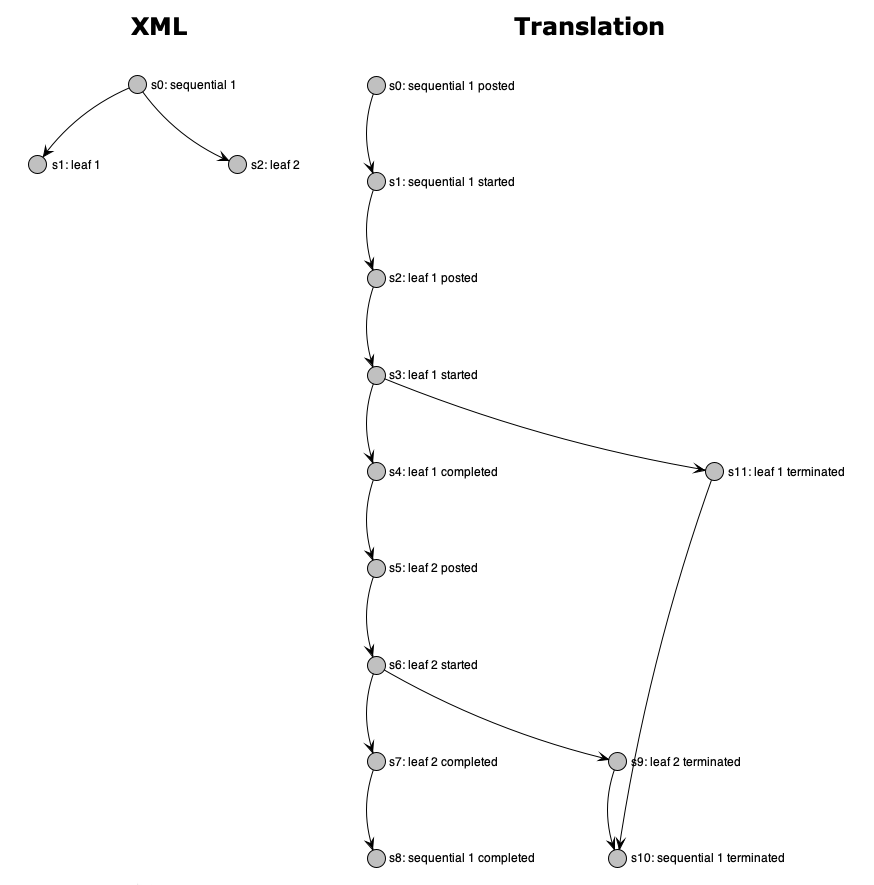 XML
Translation
s0: sequential 1
s1: leaf 1
s2: leaf 2
s0: sequential 1 posted
s1: sequential 1 started
s2: leaf 1 posted
s3: leaf 1 started
s4: leaf 1 completed
s11: leaf 1 terminated
s5: leaf 2 posted
s6: leaf 2 started
s7: leaf 2 completed
s9: leaf 2 terminated
s8: sequential 1 completed
s10: sequential 1 terminated